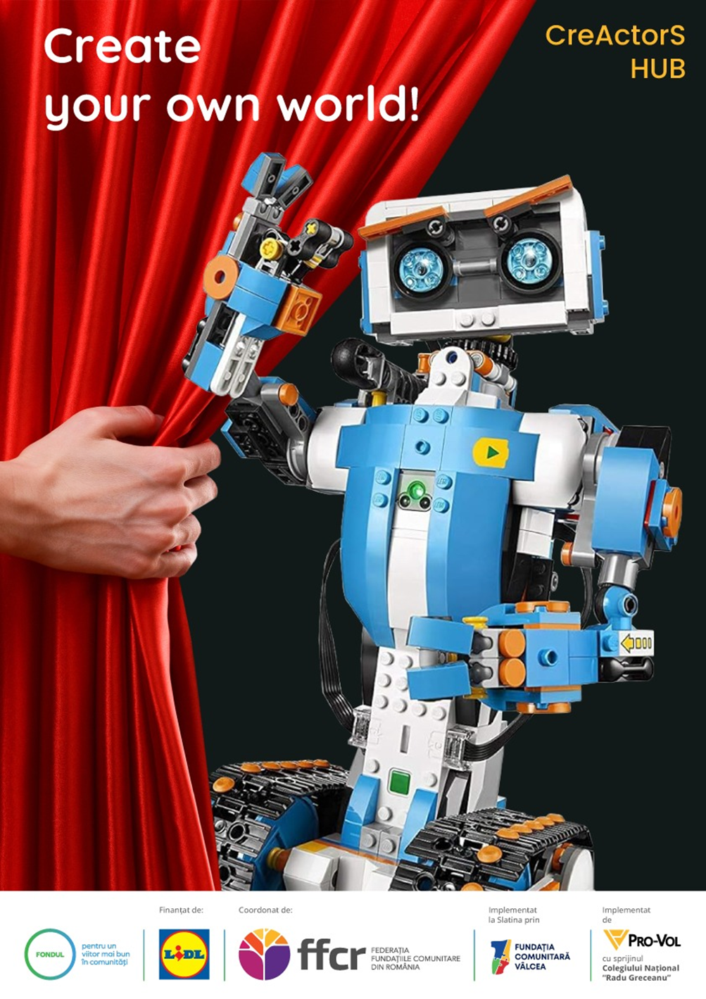 Create
your own world!
CreActorS
HUB
Finanțat de:
Coordonat de:
Implementat
la Slatina prin
Implementat
de
FONDUL
pentru un
viitor mai bun
în comunități
LIDL
ffcr
FEDERAȚIA
FUNDAȚIILE COMUNITARE
DIN ROMÂNIA
FUNDAȚIA
COMUNITARĂ
VÂLCEA
PRO-VOL
cu sprijinul
Colegiului Național
"Radu Greceanu"